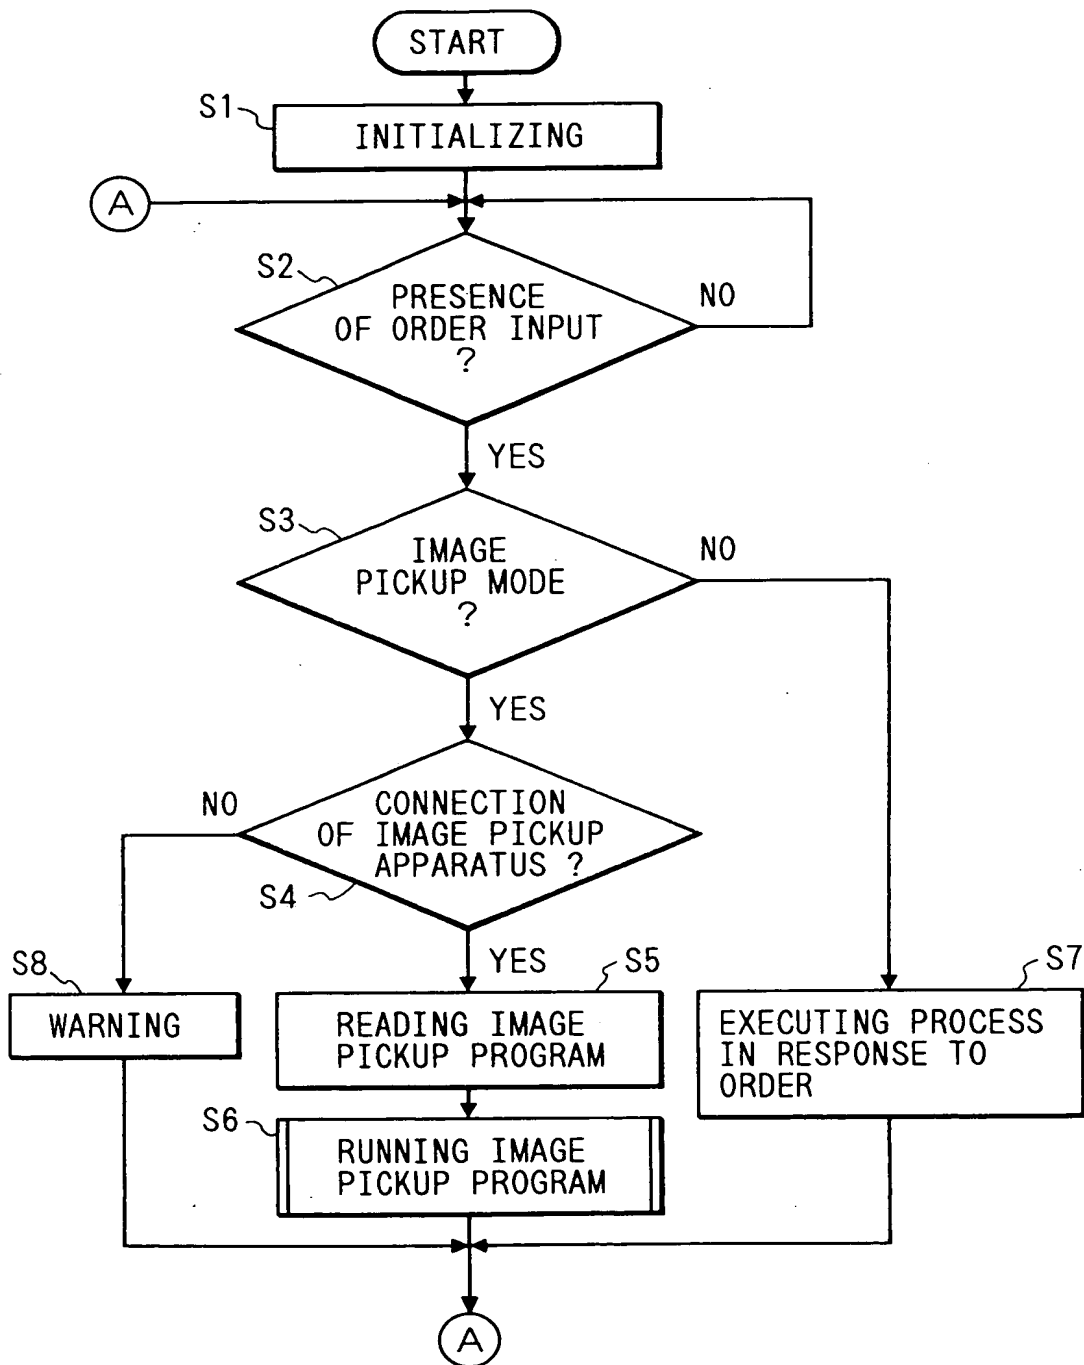 START
S1
INITIALIZING
A
S2
PRESENCE
OF ORDER INPUT
?
NO
YES
S3
IMAGE
PICKUP MODE
?
NO
YES
CONNECTION
OF IMAGE PICKUP
APPARATUS ?
NO
S4
YES
S8
WARNING
S5
READING IMAGE
PICKUP PROGRAM
S7
EXECUTING PROCESS
IN RESPONSE TO
ORDER
S6
RUNNING IMAGE
PICKUP PROGRAM
A